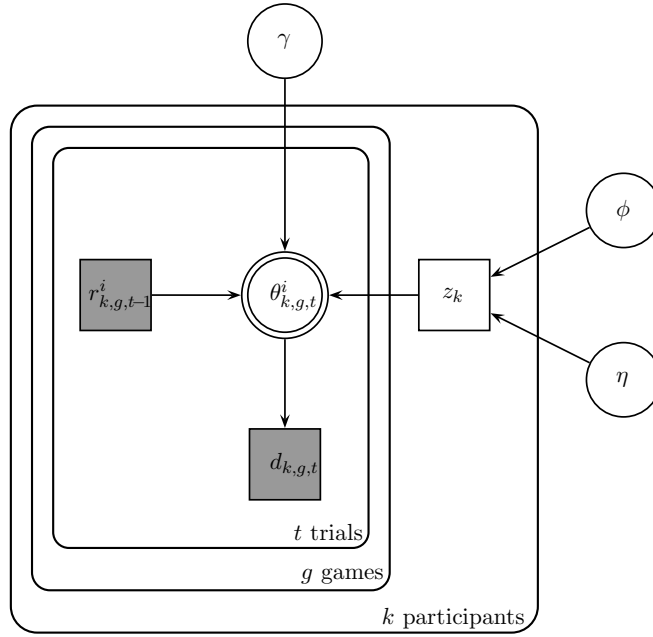 γ
ϕ
r^i_{k,g,t−1}
θ^i_{k,g,t}
z_k
η
d_{k,g,t}
t trials
g games
k participants